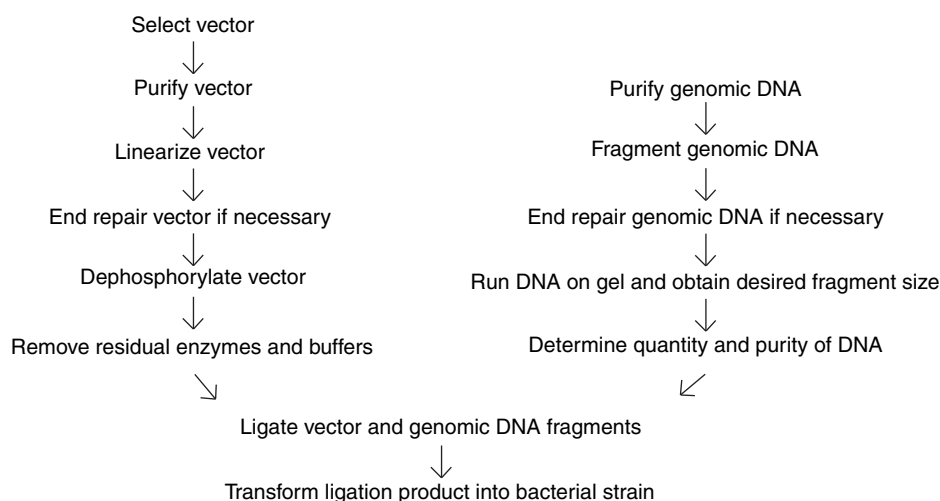 Select vector
Purify vector
Linearize vector
End repair vector if necessary
Dephosphorylate vector
Remove residual enzymes and buffers
Purify genomic DNA
Fragment genomic DNA
End repair genomic DNA if necessary
Run DNA on gel and obtain desired fragment size
Determine quantity and purity of DNA
Ligate vector and genomic DNA fragments
Transform ligation product into bacterial strain